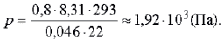 p = 0,8·8,31·293 / 0,046·22 ≈ 1,92·10³(Па).